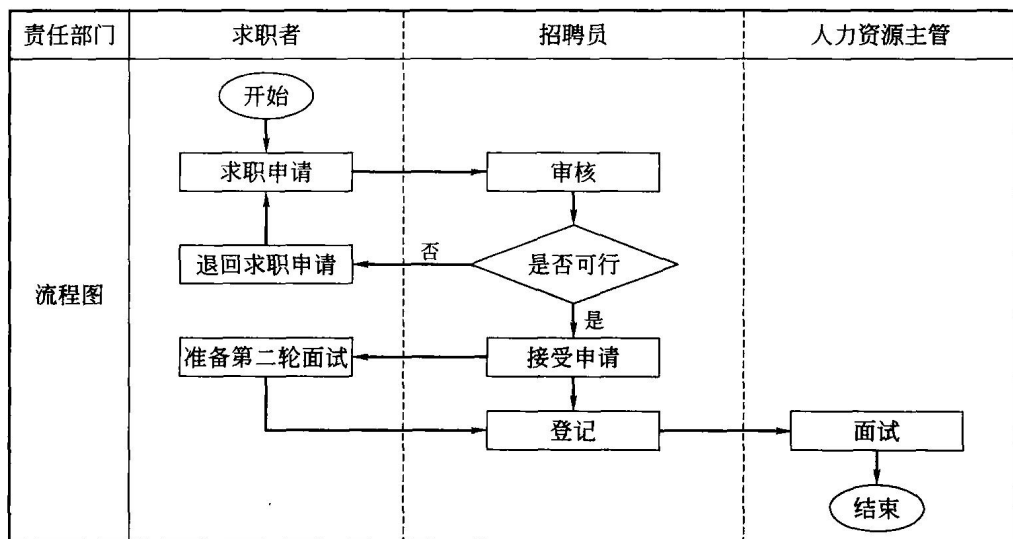 责任部门 求职者 招聘员 人力资源主管
开始
求职申请 审核
退回求职申请 否 是否可行
流程图
是
准备第二轮面试 接受申请
登记 面试
结束